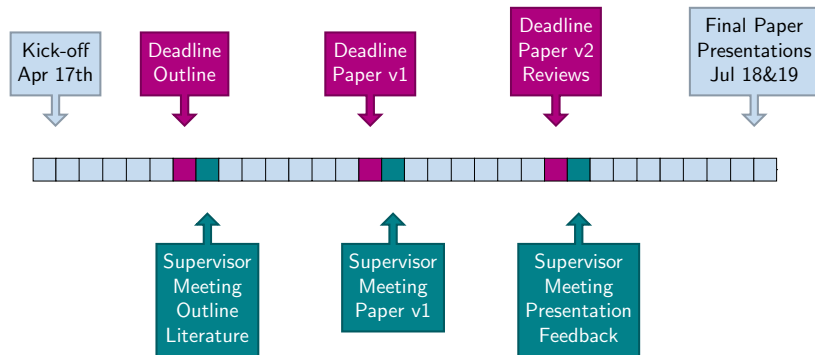 Kick-off
Apr 17th
Deadline
Outline
Deadline
Paper v1
Deadline
Paper v2
Reviews
Final Paper
Presentations
Jul 18&19
Supervisor
Meeting
Outline
Literature
Supervisor
Meeting
Paper v1
Supervisor
Meeting
Presentation
Feedback